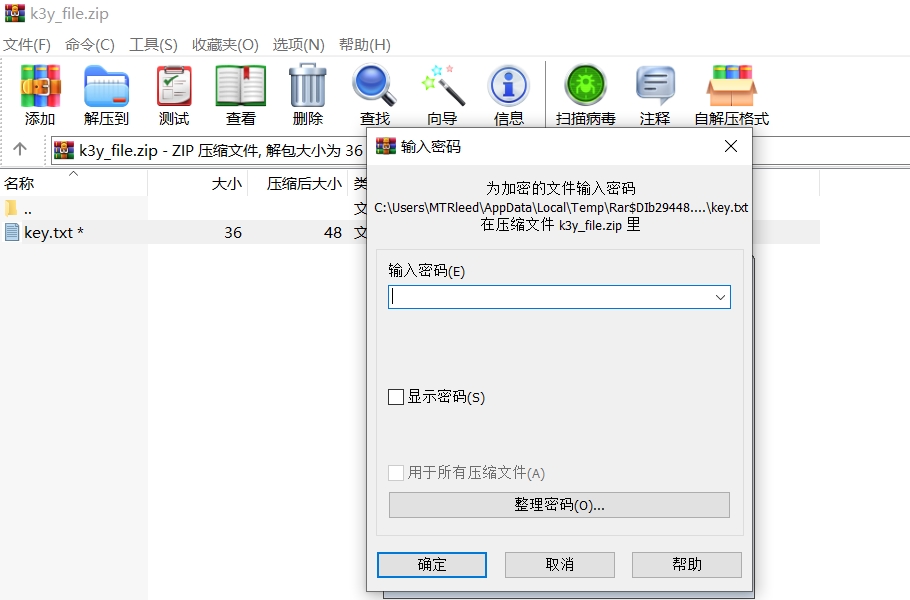 k3y_file.zip
文件(F) 命令(C) 工具(S) 收藏夹(O) 选项(N) 帮助(H)
添加 解压到 测试 查看 删除 查找 向导 信息 扫描病毒 注释 自解压格式
k3y_file.zip - ZIP 压缩文件, 解包大小为 36
名称 大小 压缩后大小 类
.. 文
key.txt * 36 48 文
输入密码
为加密的文件输入密码
C:\Users\MTRleed\AppData\Local\Temp\Rar$DIb29448....\key.txt
在压缩文件 k3y_file.zip 里
输入密码(E)
显示密码(S)
用于所有压缩文件(A)
整理密码(O)...
确定 取消 帮助